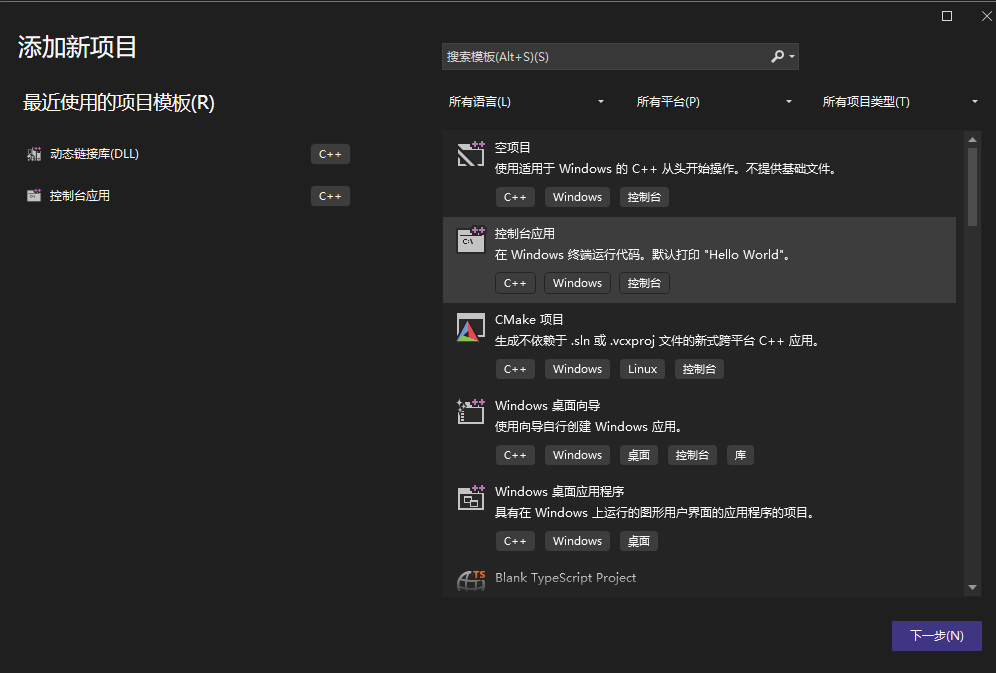 添加新项目
最近使用的项目模板(R)
动态链接库(DLL) C++
控制台应用 C++
搜索模板(Alt+S)(S)
所有语言(L) 所有平台(P) 所有项目类型(T)
空项目
使用适用于 Windows 的 C++ 从头开始操作。不提供基础文件。
C++ Windows 控制台
控制台应用
在 Windows 终端运行代码。默认打印 "Hello World"。
C++ Windows 控制台
CMake 项目
生成不依赖于 .sln 或 .vcxproj 文件的新式跨平台 C++ 应用。
C++ Windows Linux 控制台
Windows 桌面向导
使用向导自行创建 Windows 应用。
C++ Windows 桌面 控制台 库
Windows 桌面应用程序
具有在 Windows 上运行的图形用户界面的应用程序的项目。
C++ Windows 桌面
TS Blank TypeScript Project
下一步(N)